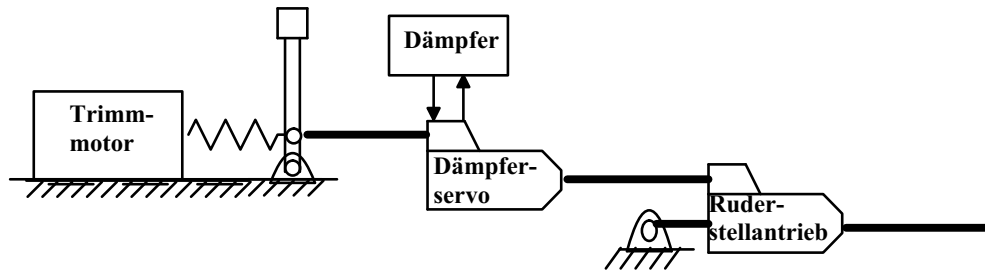 Dämpfer
Trimm-
motor
Dämpfer-
servo
Ruder-
stellantrieb